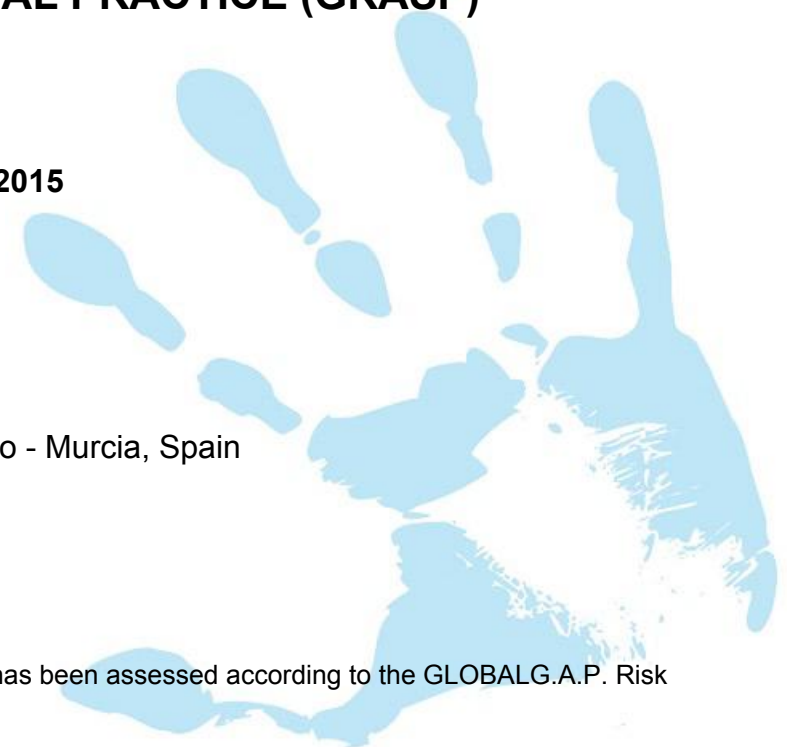 AL PRACTICE (GRASP)
2015
o - Murcia, Spain
has been assessed according to the GLOBALG.A.P. Risk